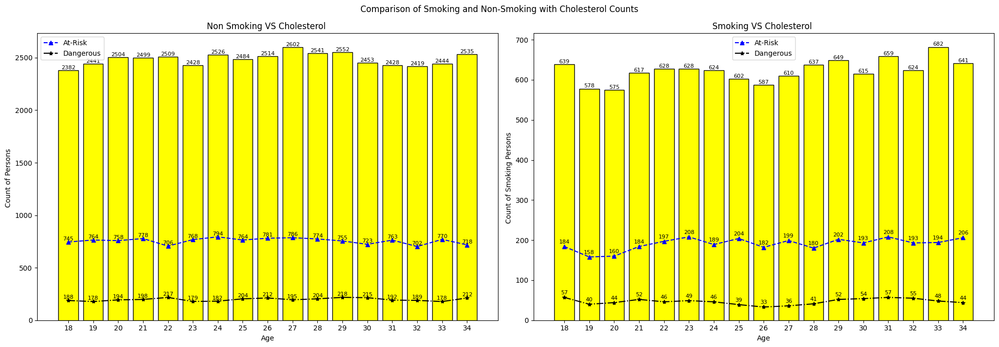 Comparison of Smoking and Non-Smoking with Cholesterol Counts
Non Smoking VS Cholesterol
At-Risk
Dangerous
Count of Persons
2500
2000
1500
1000
500
0
2382 2441 2504 2499 2509 2428 2526 2484 2514 2602 2541 2552 2453 2428 2419 2444 2535
745 764 758 778 706 768 794 764 781 786 774 755 723 763 702 770 718
188 178 194 198 217 179 182 204 212 195 204 218 215 192 189 178 212
18 19 20 21 22 23 24 25 26 27 28 29 30 31 32 33 34
Age
Smoking VS Cholesterol
At-Risk
Dangerous
Count of Smoking Persons
700
600
500
400
300
200
100
0
639 578 575 617 628 628 624 602 587 610 637 649 615 659 624 682 641
184 158 160 184 197 208 189 204 182 199 180 202 193 208 193 194 206
57 40 44 52 46 49 46 39 33 36 41 52 54 57 55 48 44
18 19 20 21 22 23 24 25 26 27 28 29 30 31 32 33 34
Age